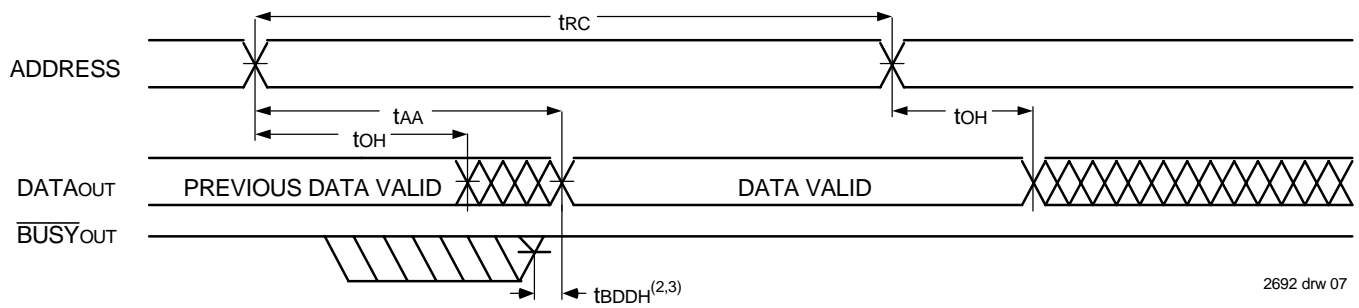 tRC
ADDRESS
tAA
tOH
tOH
DATAOUT
PREVIOUS DATA VALID
DATA VALID
BUSYOUT
tBDDH(2,3)
2692 drw 07